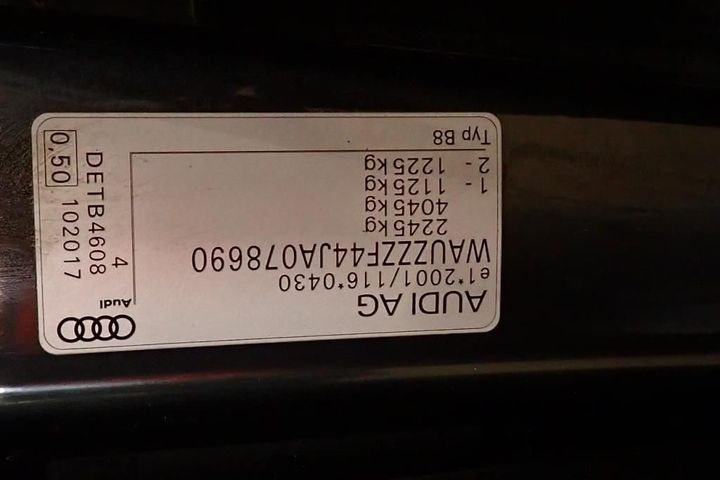 AUDI AG
e1*2001/116*0430
WAUZZZF44JA078690
2245 kg
4045 kg
1 - 1125 kg
2 - 1225 kg
Typ B8
Audi
4
DETB4608
102017
0,50